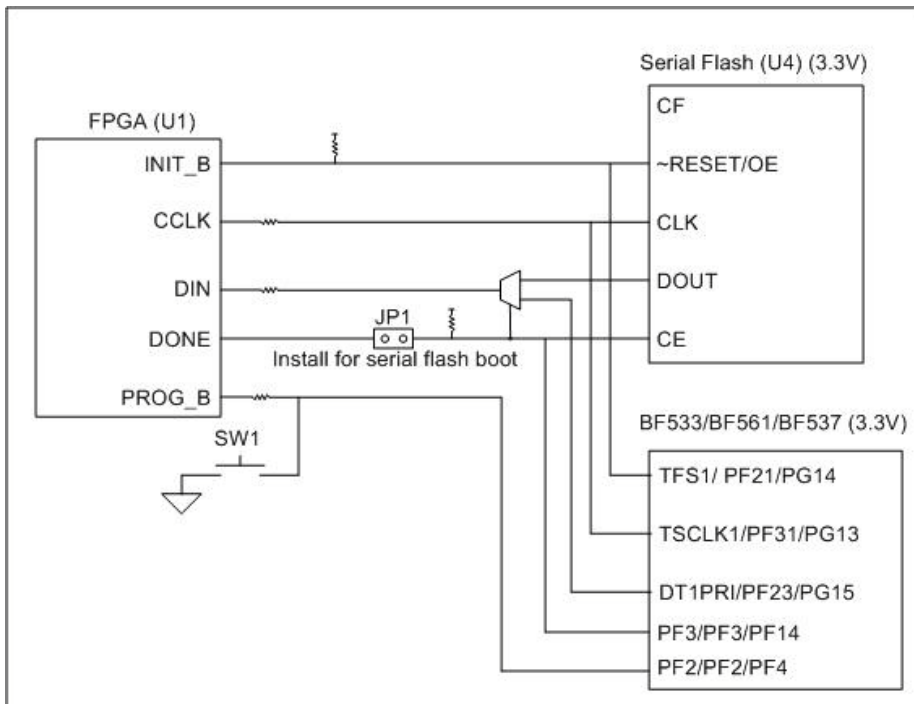 Serial Flash (U4) (3.3V)
CF
FPGA (U1)
INIT_B
~RESET/OE
CCLK
CLK
DIN
DOUT
JP1
DONE
CE
Install for serial flash boot
PROG_B
SW1
BF533/BF561/BF537 (3.3V)
TFS1/ PF21/PG14
TSCLK1/PF31/PG13
DT1PRI/PF23/PG15
PF3/PF3/PF14
PF2/PF2/PF4